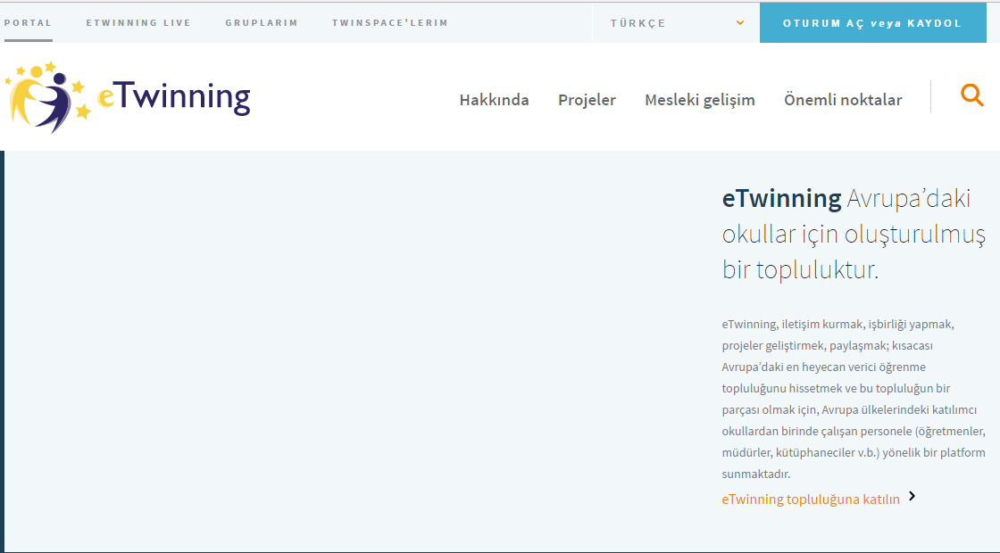 PORTAL ETWINNING LIVE GRUPLARIM TWINSPACE'LERIM TÜRKÇE OTURUM AÇ veya KAYDOL
eTwinning
Hakkında Projeler Mesleki gelişim Önemli noktalar
eTwinning Avrupa’daki
okullar için oluşturulmuş
bir topluluktur.
eTwinning, iletişim kurmak, işbirliği yapmak,
projeler geliştirmek, paylaşmak; kısacası
Avrupa’daki en heyecan verici öğrenme
topluluğunu hissetmek ve bu topluluğun bir
parçası olmak için, Avrupa ülkelerindeki katılımcı
okullardan birinde çalışan personele (öğretmenler,
müdürler, kütüphaneciler v.b.) yönelik bir platform
sunmaktadır.
eTwinning topluluğuna katılın